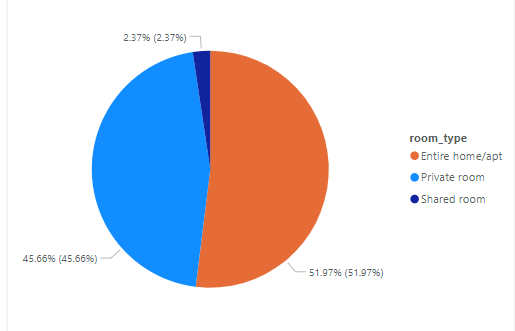 2.37% (2.37%)
room_type
Entire home/apt
Private room
Shared room
45.66% (45.66%)
51.97% (51.97%)